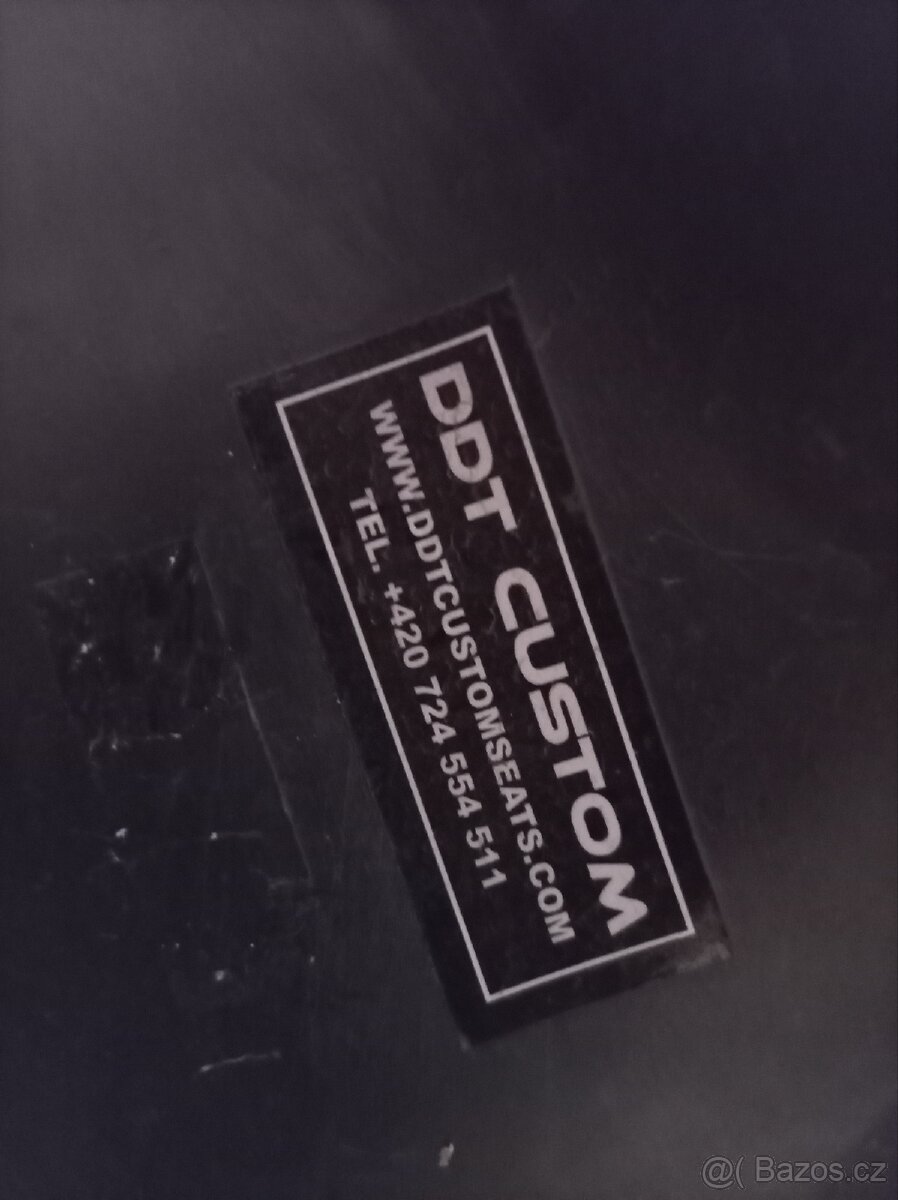 DDT CUSTOM
WWW.DDTCUSTOMSEATS.COM
TEL. +420 724 554 511
@( Bazos.cz